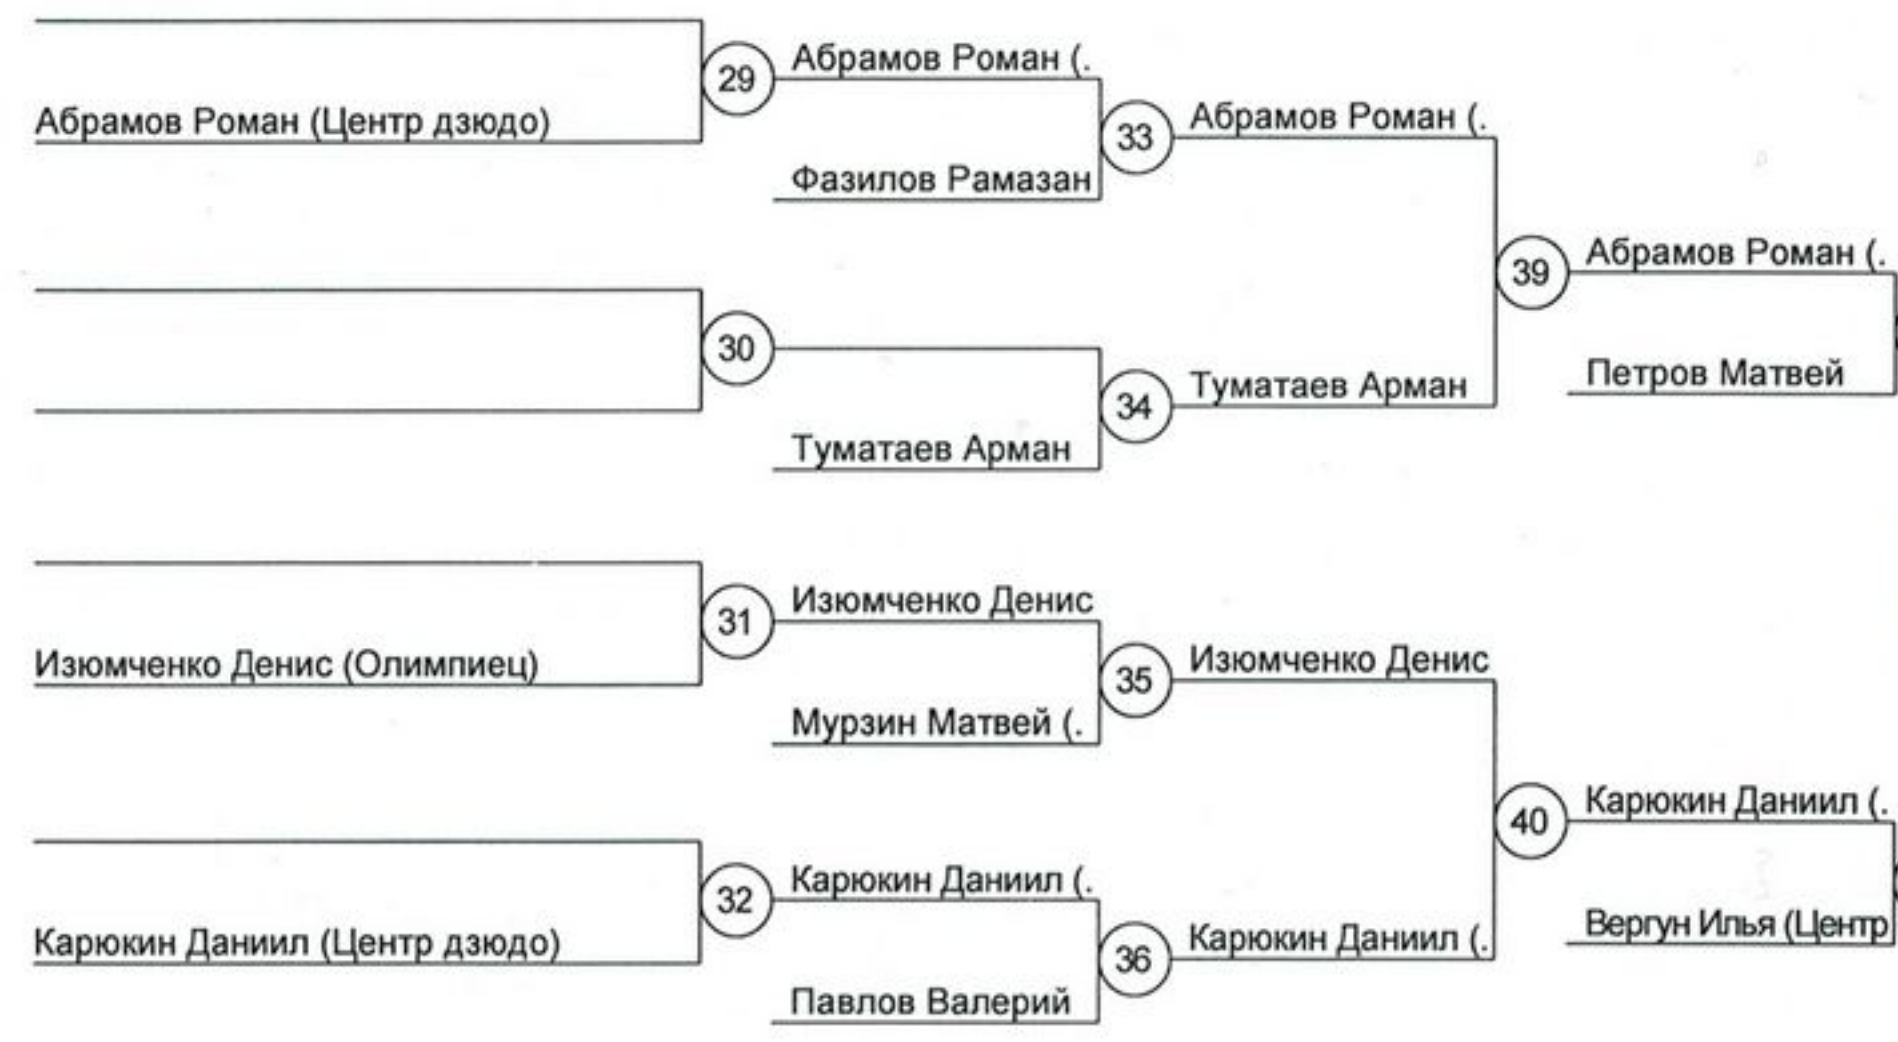 29
Абрамов Роман (.
Абрамов Роман (Центр дзюдо)
33
Абрамов Роман (.
Фазилов Рамазан
39
Абрамов Роман (.
30
34
Туматаев Арман
Петров Матвей
Туматаев Арман
31
Изюмченко Денис
Изюмченко Денис (Олимпиец)
35
Изюмченко Денис
Мурзин Матвей (.
40
Карюкин Даниил (.
32
Карюкин Даниил (.
Карюкин Даниил (Центр дзюдо)
36
Карюкин Даниил (.
Вергун Илья (Центр
Павлов Валерий